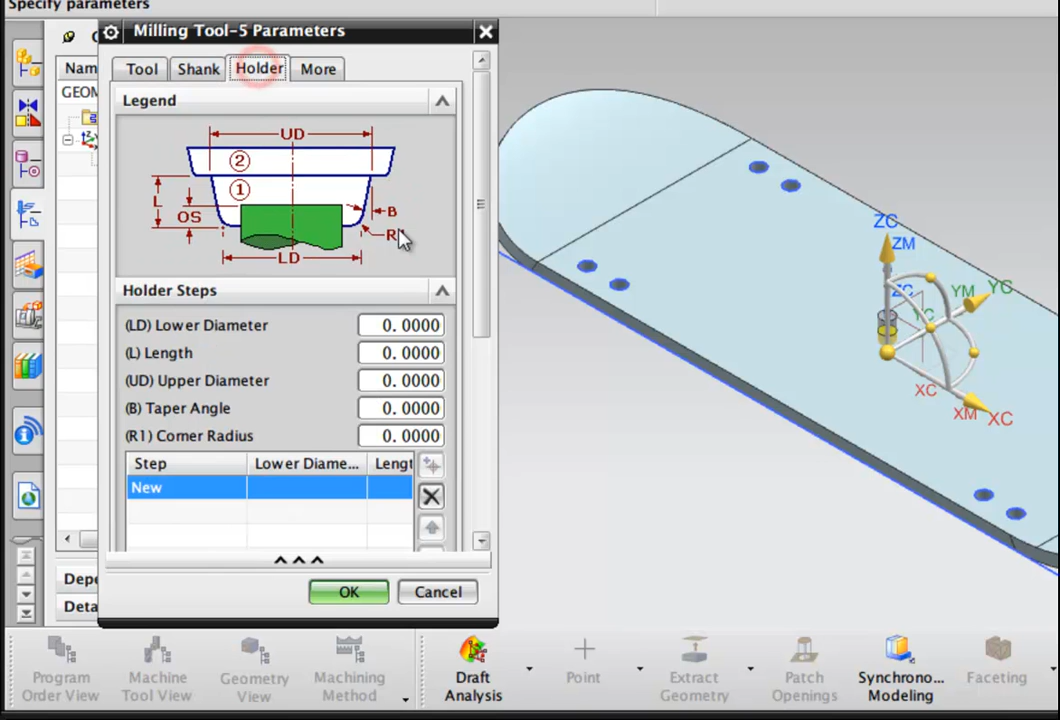 Specify parameters
Milling Tool-5 Parameters
Tool Shank Holder More
Nam
GEOM
Legend
UD
②
①
L
OS
B
R
LD
Holder Steps
(LD) Lower Diameter 0.0000
(L) Length 0.0000
(UD) Upper Diameter 0.0000
(B) Taper Angle 0.0000
(R1) Corner Radius 0.0000
Step Lower Diame... Lengt
New
OK Cancel
Depe
Deta
ZC
ZM
ZC
YM
YC
YC
XC
XM
XC
Program Order View
Machine Tool View
Geometry View
Machining Method
Draft Analysis
Point
Extract Geometry
Patch Openings
Synchrono... Modeling
Faceting